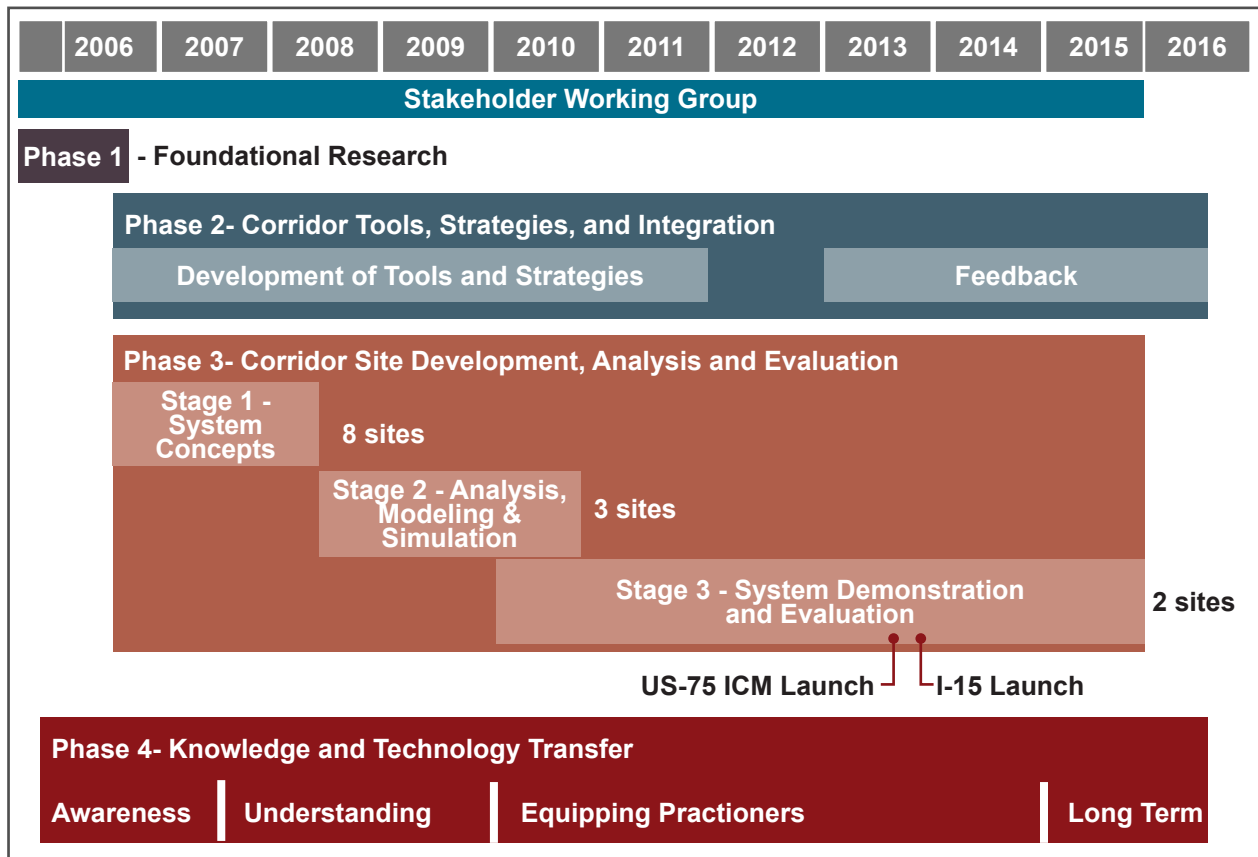 2006 2007 2008 2009 2010 2011 2012 2013 2014 2015 2016
Stakeholder Working Group
Phase 1 - Foundational Research
Phase 2- Corridor Tools, Strategies, and Integration
Development of Tools and Strategies Feedback
Phase 3- Corridor Site Development, Analysis and Evaluation
Stage 1 -
System
Concepts
8 sites
Stage 2 - Analysis,
Modeling &
Simulation
3 sites
Stage 3 - System Demonstration
and Evaluation
2 sites
US-75 ICM Launch I-15 Launch
Phase 4- Knowledge and Technology Transfer
Awareness Understanding Equipping Practioners Long Term